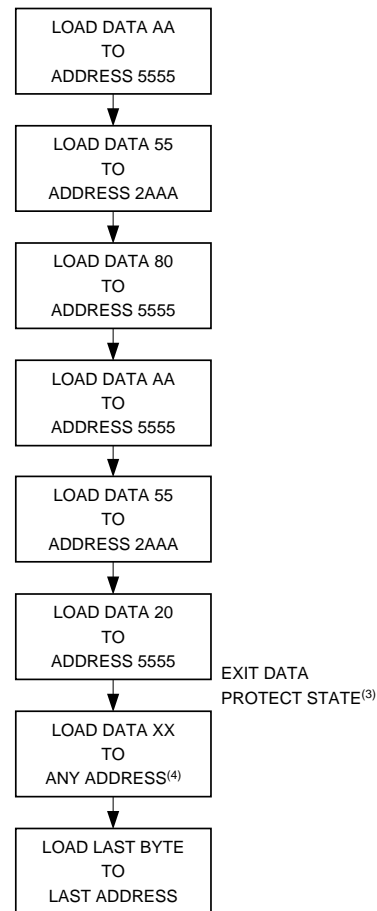 LOAD DATA AA
TO
ADDRESS 5555
LOAD DATA 55
TO
ADDRESS 2AAA
LOAD DATA 80
TO
ADDRESS 5555
LOAD DATA AA
TO
ADDRESS 5555
LOAD DATA 55
TO
ADDRESS 2AAA
LOAD DATA 20
TO
ADDRESS 5555
EXIT DATA
PROTECT STATE(3)
LOAD DATA XX
TO
ANY ADDRESS(4)
LOAD LAST BYTE
TO
LAST ADDRESS